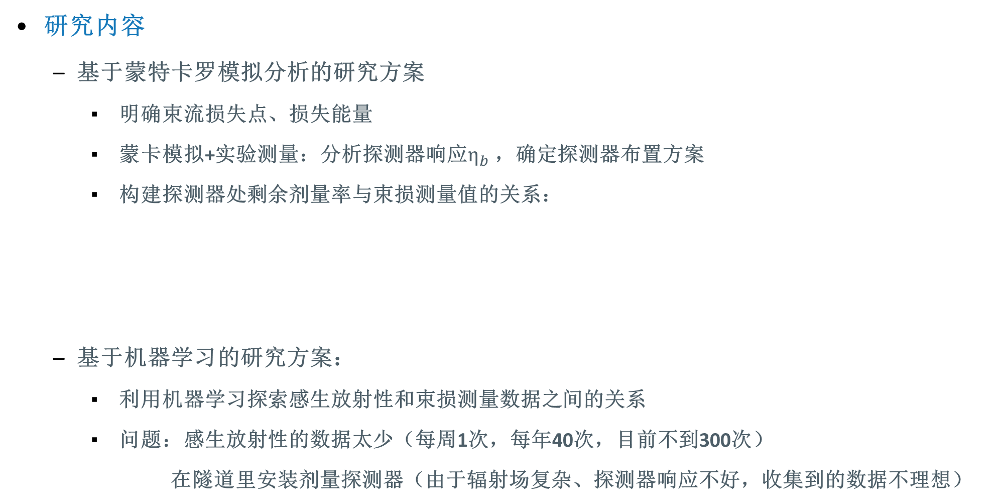 • 研究内容
– 基于蒙特卡罗模拟分析的研究方案
▪ 明确束流损失点、损失能量
▪ 蒙卡模拟+实验测量：分析探测器响应η_b ，确定探测器布置方案
▪ 构建探测器处剩余剂量率与束损测量值的关系：
– 基于机器学习的研究方案：
▪ 利用机器学习探索感生放射性和束损测量数据之间的关系
▪ 问题：感生放射性的数据太少（每周1次，每年40次，目前不到300次）
在隧道里安装剂量探测器（由于辐射场复杂、探测器响应不好，收集到的数据不理想）